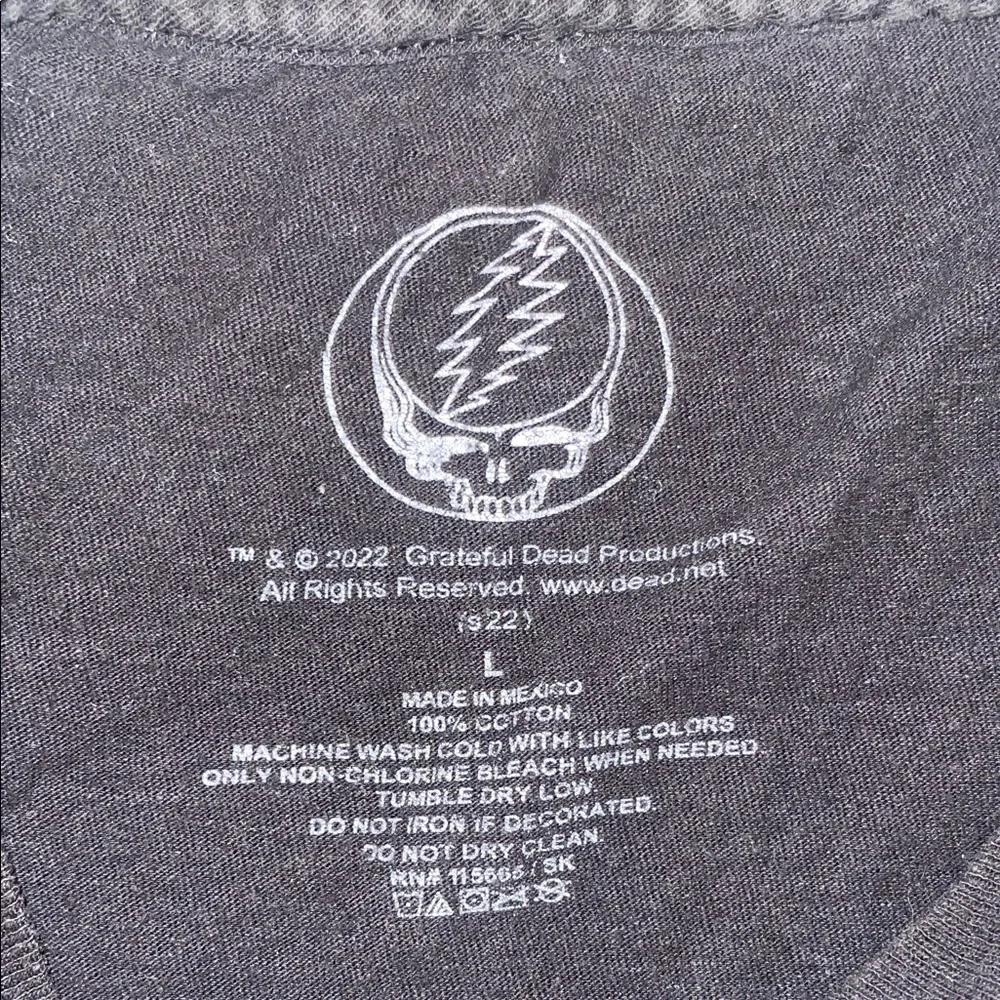 ™ & © 2022 Grateful Dead Productions.
All Rights Reserved. www.dead.net
(s22)
L
MADE IN MEXICO
100% COTTON
MACHINE WASH COLD WITH LIKE COLORS
ONLY NON-CHLORINE BLEACH WHEN NEEDED.
TUMBLE DRY LOW
DO NOT IRON IF DECORATED.
DO NOT DRY CLEAN.
RN# / SK